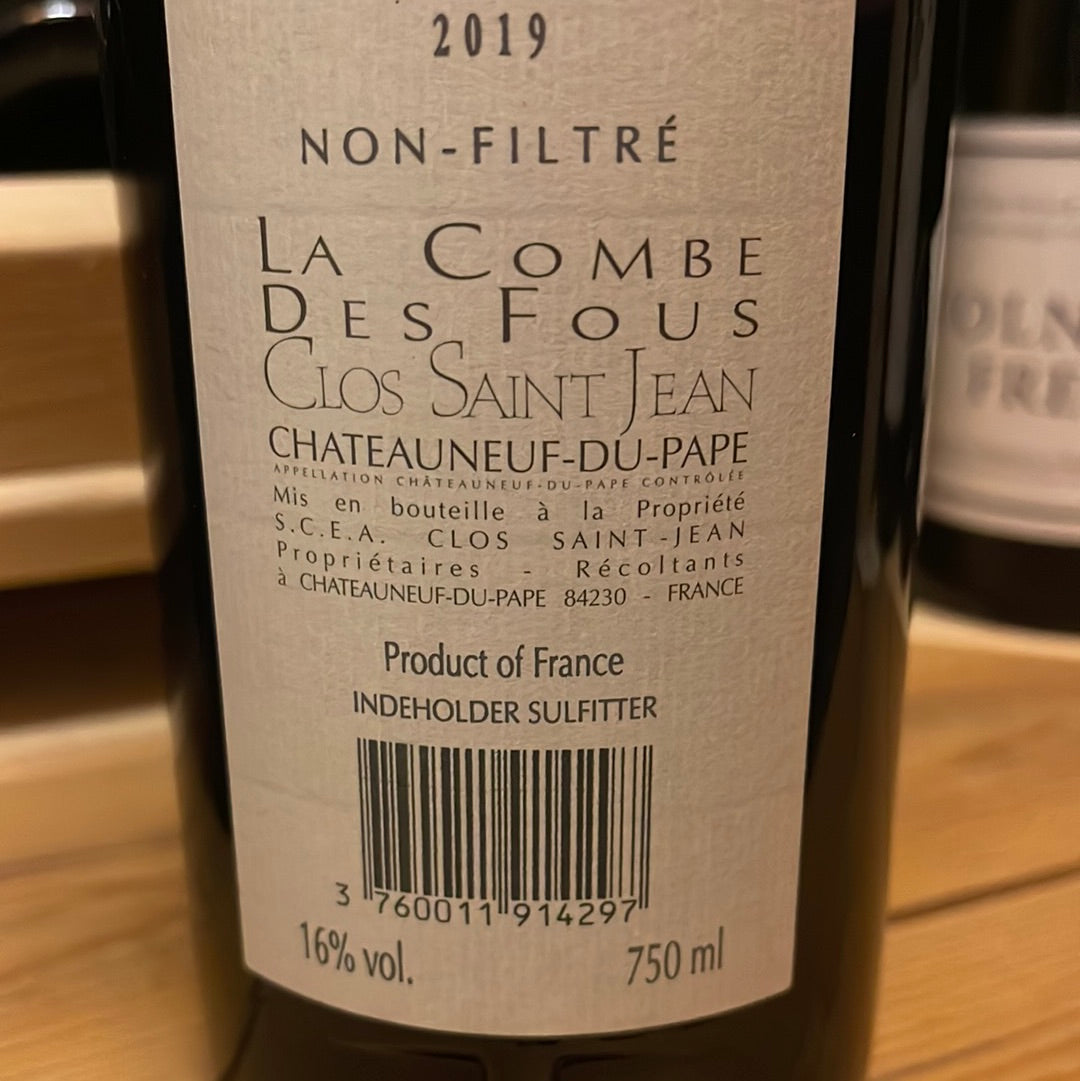 2019
NON-FILTRÉ
LA COMBE
DES FOUS
CLOS SAINT JEAN
CHATEAUNEUF-DU-PAPE
APPELLATION CHÂTEAUNEUF-DU-PAPE CONTRÔLÉE
Mis en bouteille à la Propriété
S.C.E.A. CLOS SAINT-JEAN
Propriétaires - Récoltants
à CHATEAUNEUF-DU-PAPE 84230 - FRANCE
Product of France
INDEHOLDER SULFITTER
3 760011 914297
16% vol. 750 ml